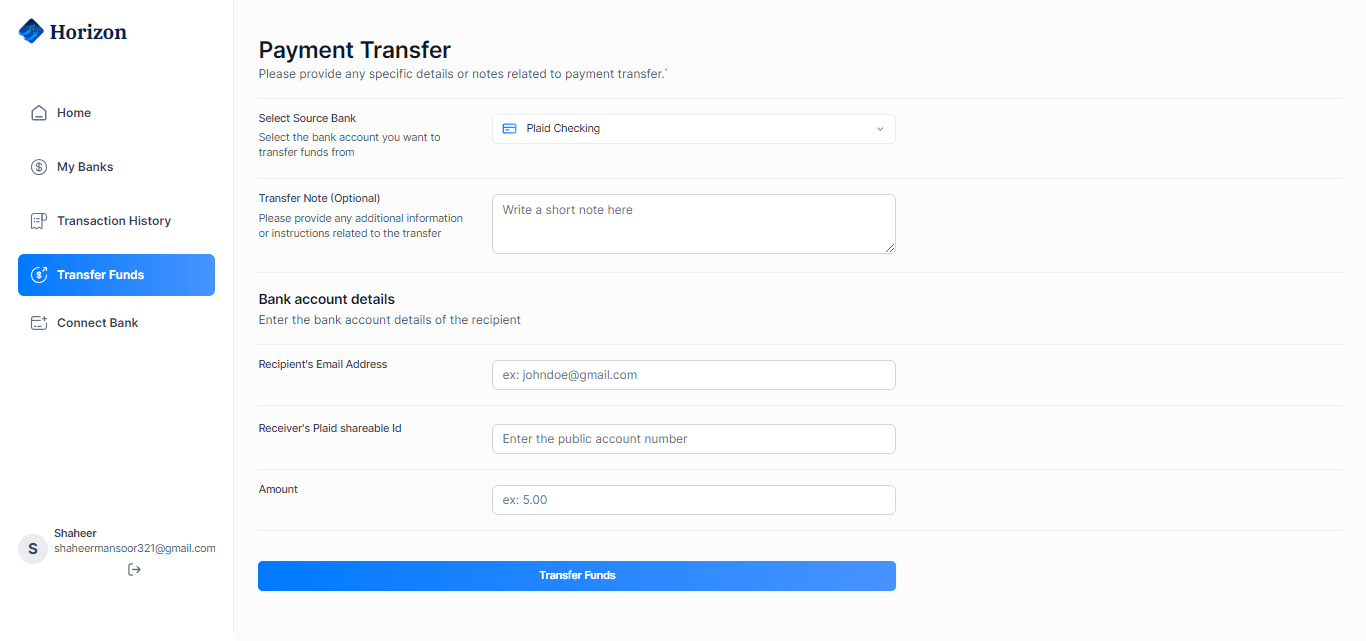 Horizon
Home
My Banks
Transaction History
Transfer Funds
Connect Bank
S
Shaheer
shaheermansoor321@gmail.com
Payment Transfer
Please provide any specific details or notes related to payment transfer.`
Select Source Bank
Select the bank account you want to
transfer funds from
Plaid Checking
Transfer Note (Optional)
Please provide any additional information
or instructions related to the transfer
Write a short note here
Bank account details
Enter the bank account details of the recipient
Recipient's Email Address
ex: johndoe@gmail.com
Receiver's Plaid shareable Id
Enter the public account number
Amount
ex: 5.00
Transfer Funds